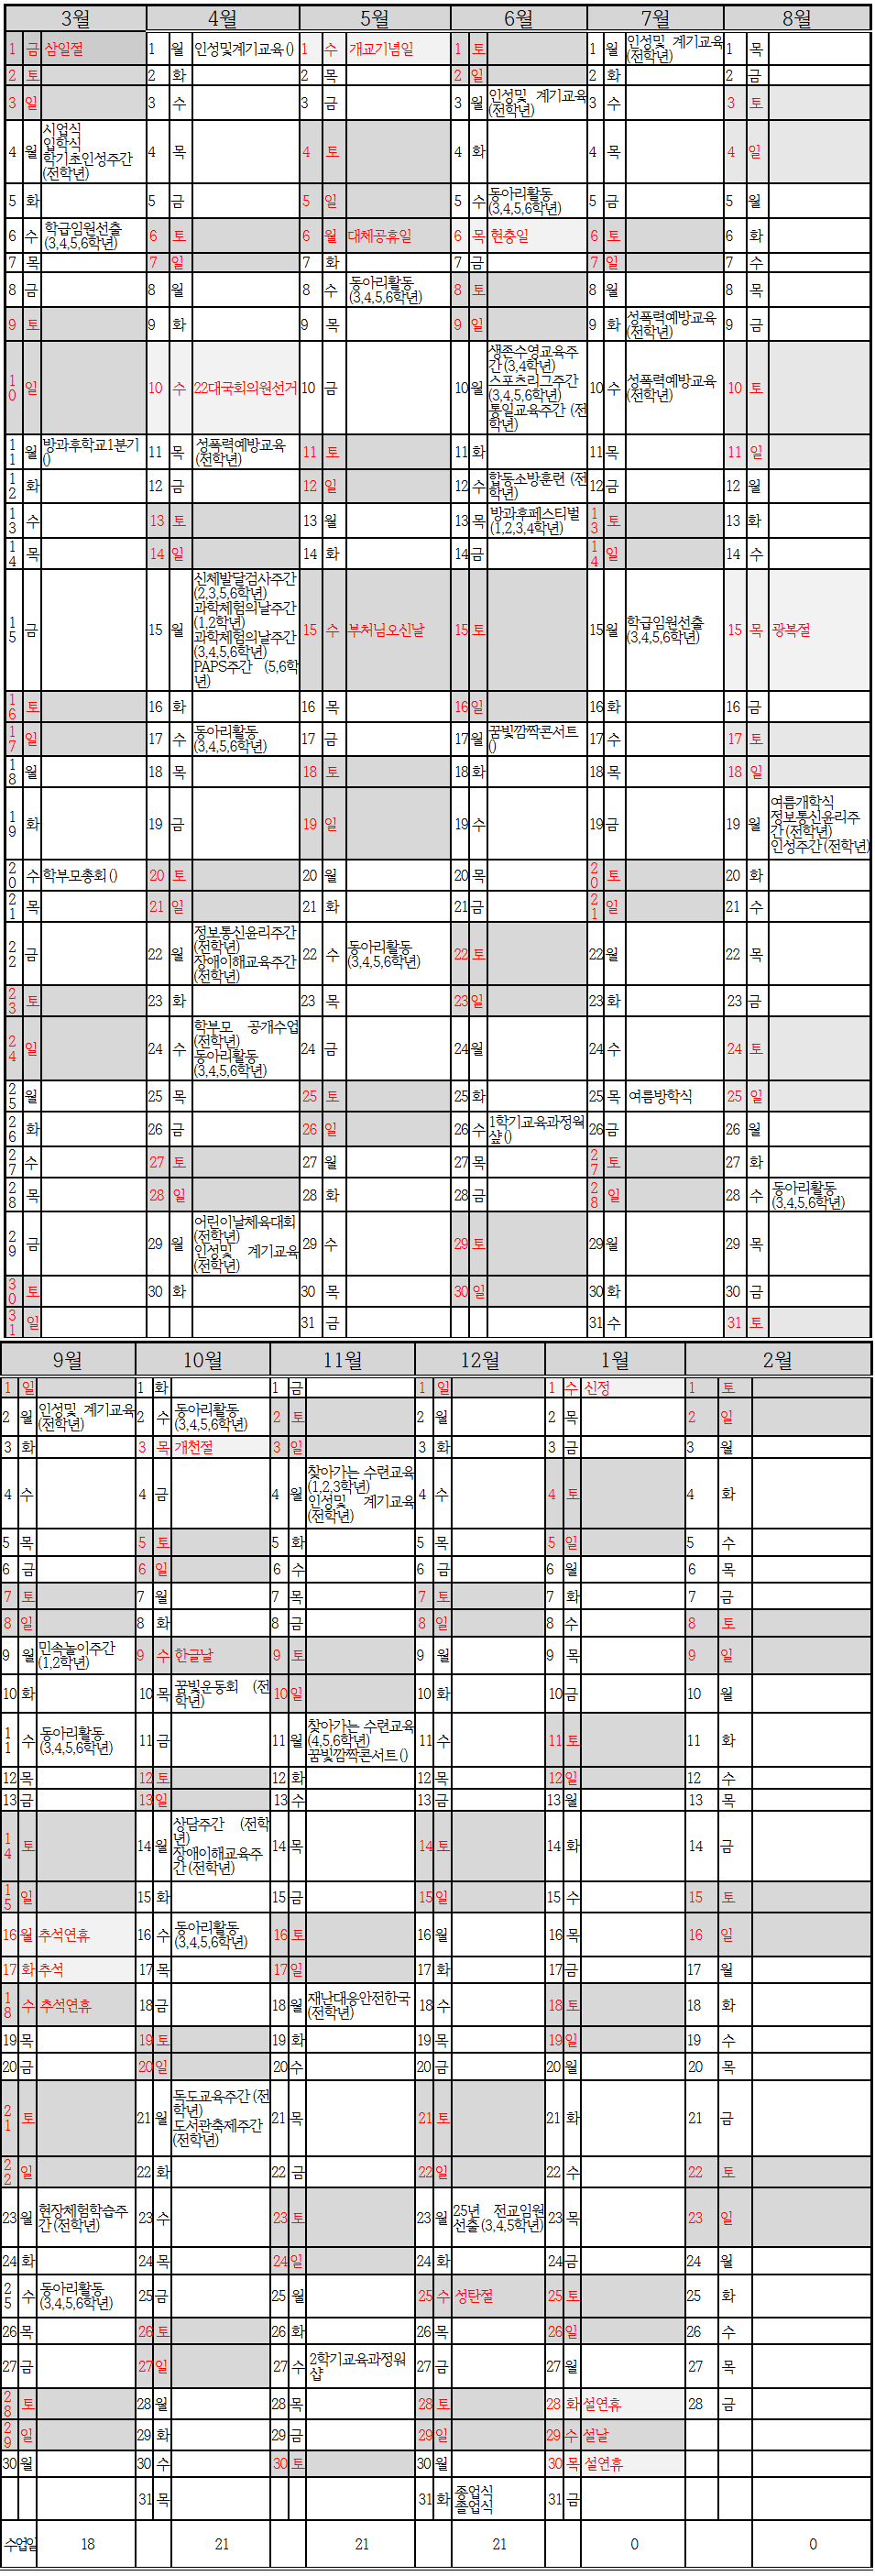 3월 4월 5월 6월 7월 8월
1 금 삼일절 1 월 인성및계기교육 () 1 수 개교기념일 1 토 1 월 인성및 계기교육 (전학년) 1 목
2 토 2 화 2 목 2 일 2 화 2 금
3 일 3 수 3 금 3 월 인성및 계기교육 (전학년) 3 수 3 토
4 월 시업식 입학식 학기초인성주간 (전학년) 4 목 4 토 4 화 4 목 4 일
5 화 5 금 5 일 5 수 동아리활동 (3,4,5,6학년) 5 금 5 월
6 수 학급임원선출 (3,4,5,6학년) 6 토 6 월 대체공휴일 6 목 현충일 6 토 6 화
7 목 7 일 7 화 7 금 7 일 7 수
8 금 8 월 8 수 동아리활동 (3,4,5,6학년) 8 토 8 월 8 목
9 토 9 화 9 목 9 일 9 화 성폭력예방교육 (전학년) 9 금
10 일 10 수 22대국회의원선거 10 금 10 월 생존수영교육주간 (3,4학년) 스포츠리그주간 (3,4,5,6학년) 통일교육주간 (전학년) 10 수 성폭력예방교육 (전학년) 10 토
11 월 방과후학교1분기 () 11 목 성폭력예방교육 (전학년) 11 토 11 화 11 목 11 일
12 화 12 금 12 일 12 수 합동소방훈련 (전학년) 12 금 12 월
13 수 13 토 13 월 13 목 방과후페스티벌 (1,2,3,4학년) 13 토 13 화
14 목 14 일 14 화 14 금 14 일 14 수
15 금 15 월 신체발달검사주간 (2,3,5,6학년) 과학체험의날주간 (1,2학년) 과학체험의날주간 (3,4,5,6학년) PAPS주간 (5,6학년) 15 수 부처님오신날 15 토 15 월 학급임원선출 (3,4,5,6학년) 15 목 광복절
16 토 16 화 16 목 16 일 16 화 16 금
17 일 17 수 동아리활동 (3,4,5,6학년) 17 금 17 월 꿈빛깜짝콘서트 () 17 수 17 토
18 월 18 목 18 토 18 화 18 목 18 일
19 화 19 금 19 일 19 수 19 금 19 월 여름개학식 정보통신윤리주간 (전학년) 인성주간 (전학년)
20 수 학부모총회 () 20 토 20 월 20 목 20 토 20 화
21 목 21 일 21 화 21 금 21 일 21 수
22 금 22 월 정보통신윤리주간 (전학년) 장애이해교육주간 (전학년) 22 수 동아리활동 (3,4,5,6학년) 22 토 22 월 22 목
23 토 23 화 23 목 23 일 23 화 23 금
24 일 24 수 학부모 공개수업 (전학년) 동아리활동 (3,4,5,6학년) 24 금 24 월 24 수 24 토
25 월 25 목 25 토 25 화 25 목 여름방학식 25 일
26 화 26 금 26 일 26 수 1학기교육과정워샾 () 26 금 26 월
27 수 27 토 27 월 27 목 27 토 27 화
28 목 28 일 28 화 28 금 28 일 28 수 동아리활동 (3,4,5,6학년)
29 금 29 월 어린이날체육대회 (전학년) 인성및 계기교육 (전학년) 29 수 29 토 29 월 29 목
30 토 30 화 30 목 30 일 30 화 30 금
31 일 31 금 31 수 31 토
9월 10월 11월 12월 1월 2월
1 일 1 화 1 금 1 일 1 수 신정 1 토
2 월 인성및 계기교육 (전학년) 2 수 동아리활동 (3,4,5,6학년) 2 토 2 월 2 목 2 일
3 화 3 목 개천절 3 일 3 화 3 금 3 월
4 수 4 금 4 월 찾아가는 수련교육 (1,2,3학년) 인성및 계기교육 (전학년) 4 수 4 토 4 화
5 목 5 토 5 화 5 목 5 일 5 수
6 금 6 일 6 수 6 금 6 월 6 목
7 토 7 월 7 목 7 토 7 화 7 금
8 일 8 화 8 금 8 일 8 수 8 토
9 월 민속놀이주간 (1,2학년) 9 수 한글날 9 토 9 월 9 목 9 일
10 화 10 목 꿈빛운동회 (전학년) 10 일 10 화 10 금 10 월
11 수 동아리활동 (3,4,5,6학년) 11 금 11 월 찾아가는 수련교육 (4,5,6학년) 꿈빛깜짝콘서트 () 11 수 11 토 11 화
12 목 12 토 12 화 12 목 12 일 12 수
13 금 13 일 13 수 13 금 13 월 13 목
14 토 14 월 상담주간 (전학년) 장애이해교육주간 (전학년) 14 목 14 토 14 화 14 금
15 일 15 화 15 금 15 일 15 수 15 토
16 월 추석연휴 16 수 동아리활동 (3,4,5,6학년) 16 토 16 월 16 목 16 일
17 화 추석 17 목 17 일 17 화 17 금 17 월
18 수 추석연휴 18 금 18 월 재난대응안전한국 (전학년) 18 수 18 토 18 화
19 목 19 토 19 화 19 목 19 일 19 수
20 금 20 일 20 수 20 금 20 월 20 목
21 토 21 월 독도교육주간 (전학년) 도서관축제주간 (전학년) 21 목 21 토 21 화 21 금
22 일 22 화 22 금 22 일 22 수 22 토
23 월 현장체험학습주간 (전학년) 23 수 23 토 23 월 25년 전교임원선출 (3,4,5학년) 23 목 23 일
24 화 24 목 24 일 24 화 24 금 24 월
25 수 동아리활동 (3,4,5,6학년) 25 금 25 월 25 수 성탄절 25 토 25 화
26 목 26 토 26 화 26 목 26 일 26 수
27 금 27 일 27 수 2학기교육과정워샾 27 금 27 월 27 목
28 토 28 월 28 목 28 토 28 화 설연휴 28 금
29 일 29 화 29 금 29 일 29 수 설날
30 월 30 수 30 토 30 월 30 목 설연휴
31 목 31 화 종업식 졸업식 31 금
수업일 18 21 21 21 0 0